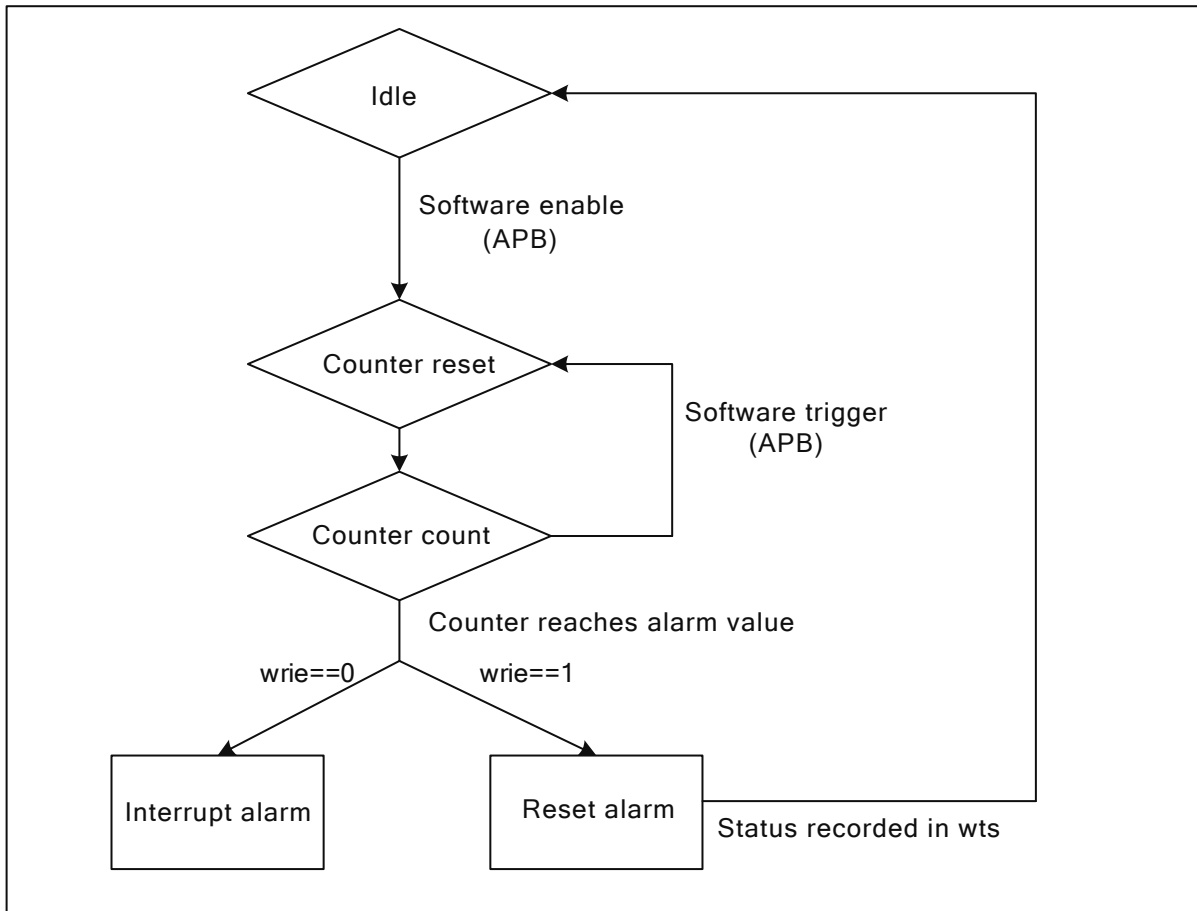 Idle
Software enable
(APB)
Counter reset
Software trigger
(APB)
Counter count
Counter reaches alarm value
wrie==0
wrie==1
Interrupt alarm
Reset alarm
Status recorded in wts